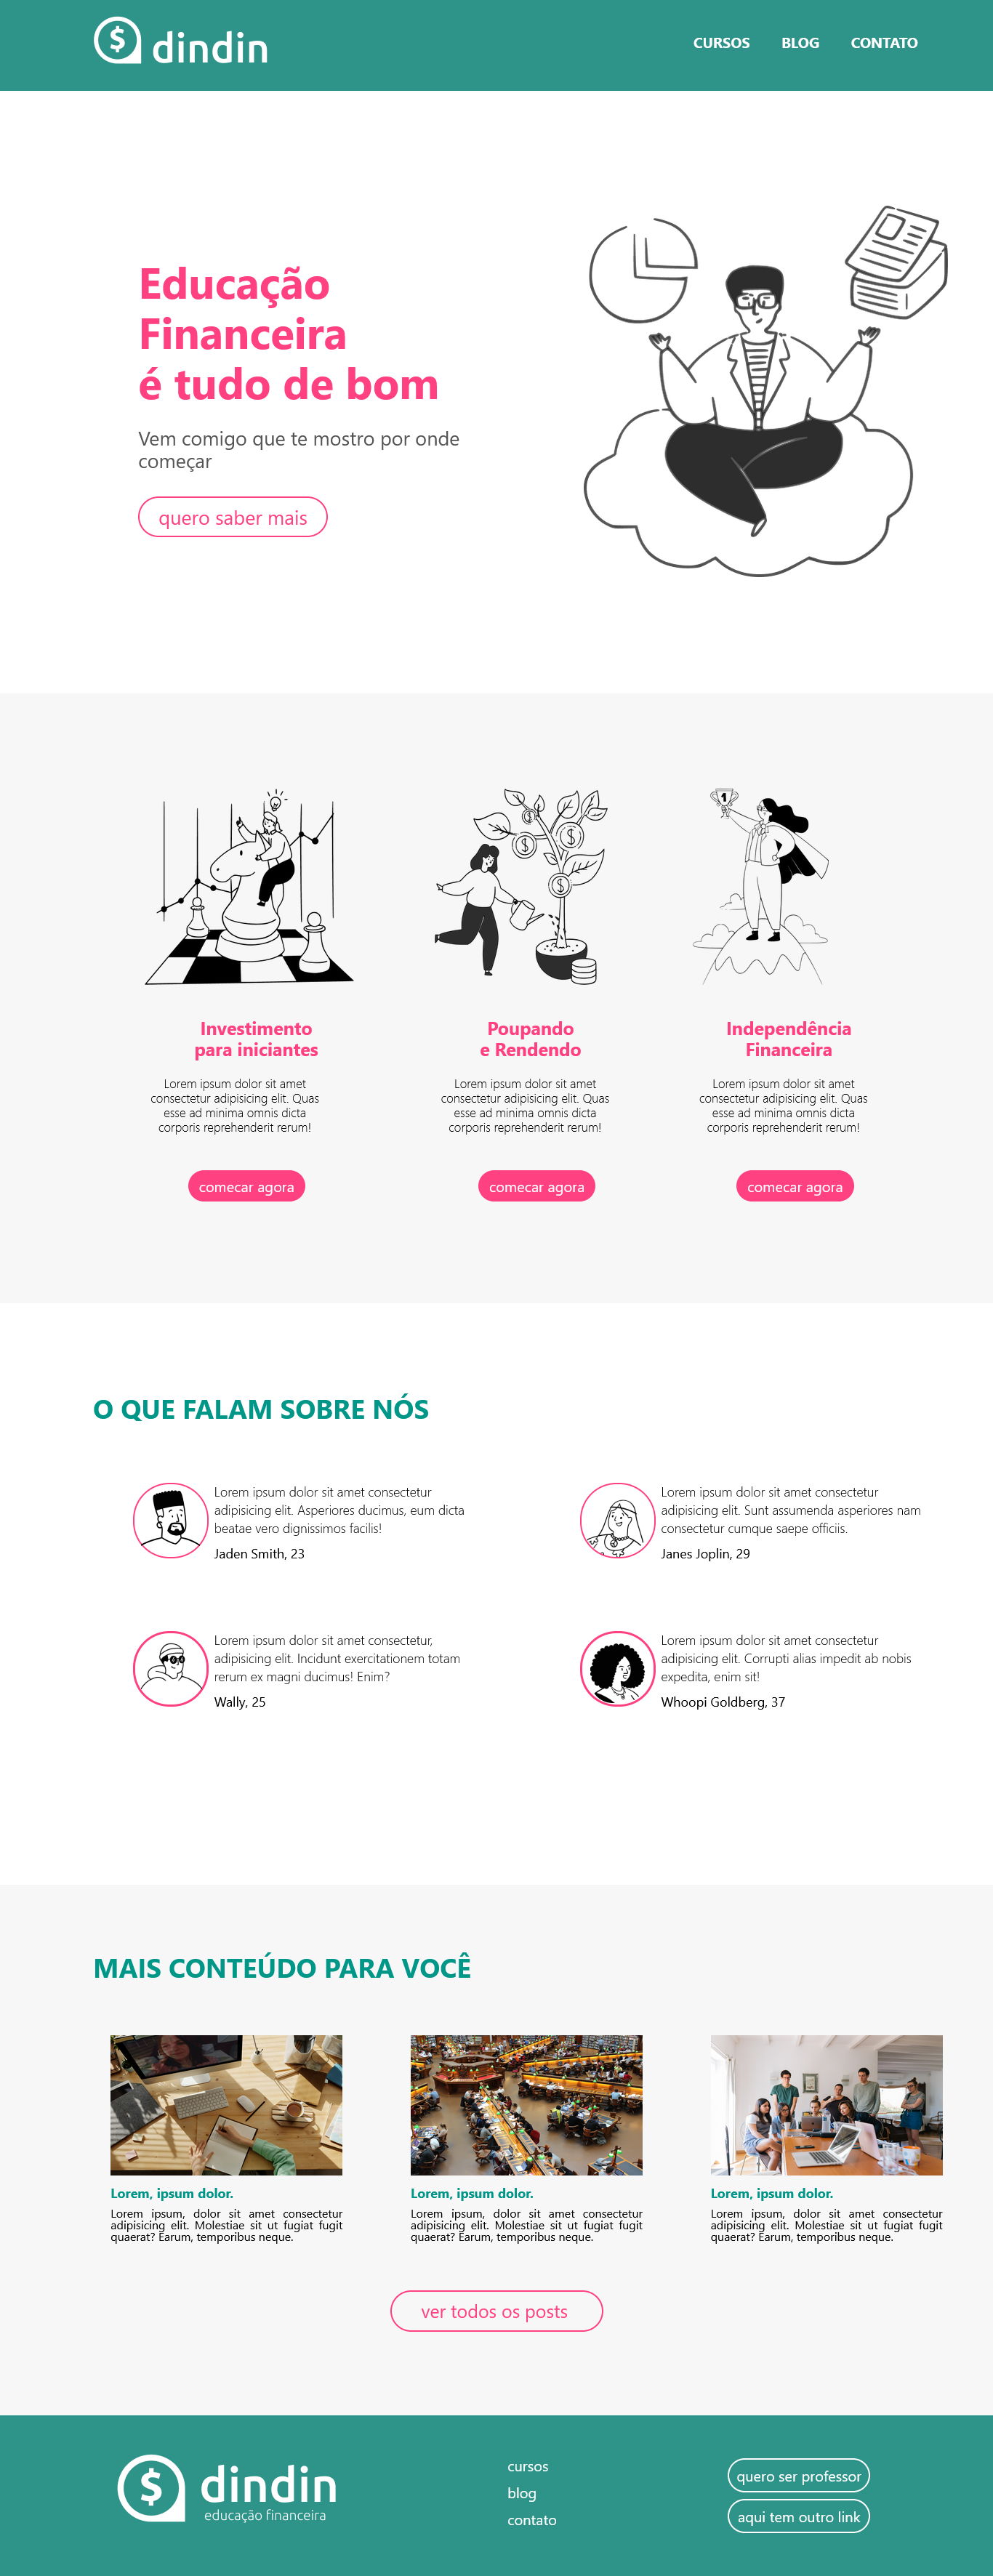 dindin
CURSOS BLOG CONTATO
Educação
Financeira
é tudo de bom
Vem comigo que te mostro por onde
começar
quero saber mais
Investimento
para iniciantes
Lorem ipsum dolor sit amet
consectetur adipisicing elit. Quas
esse ad minima omnis dicta
corporis reprehenderit rerum!
comecar agora
Poupando
e Rendendo
Lorem ipsum dolor sit amet
consectetur adipisicing elit. Quas
esse ad minima omnis dicta
corporis reprehenderit rerum!
comecar agora
1
Independência
Financeira
Lorem ipsum dolor sit amet
consectetur adipisicing elit. Quas
esse ad minima omnis dicta
corporis reprehenderit rerum!
comecar agora
O QUE FALAM SOBRE NÓS
Lorem ipsum dolor sit amet consectetur
adipisicing elit. Asperiores ducimus, eum dicta
beatae vero dignissimos facilis!
Jaden Smith, 23
Lorem ipsum dolor sit amet consectetur
adipisicing elit. Sunt assumenda asperiores nam
consectetur cumque saepe officiis.
Janes Joplin, 29
Lorem ipsum dolor sit amet consectetur,
adipisicing elit. Incidunt exercitationem totam
rerum ex magni ducimus! Enim?
Wally, 25
Lorem ipsum dolor sit amet consectetur
adipisicing elit. Corrupti alias impedit ab nobis
expedita, enim sit!
Whoopi Goldberg, 37
MAIS CONTEÚDO PARA VOCÊ
Lorem, ipsum dolor.
Lorem ipsum, dolor sit amet consectetur
adipisicing elit. Molestiae sit ut fugiat fugit
quaerat? Earum, temporibus neque.
Lorem, ipsum dolor.
Lorem ipsum, dolor sit amet consectetur
adipisicing elit. Molestiae sit ut fugiat fugit
quaerat? Earum, temporibus neque.
Lorem, ipsum dolor.
Lorem ipsum, dolor sit amet consectetur
adipisicing elit. Molestiae sit ut fugiat fugit
quaerat? Earum, temporibus neque.
ver todos os posts
dindin
educação financeira
cursos
blog
contato
quero ser professor
aqui tem outro link